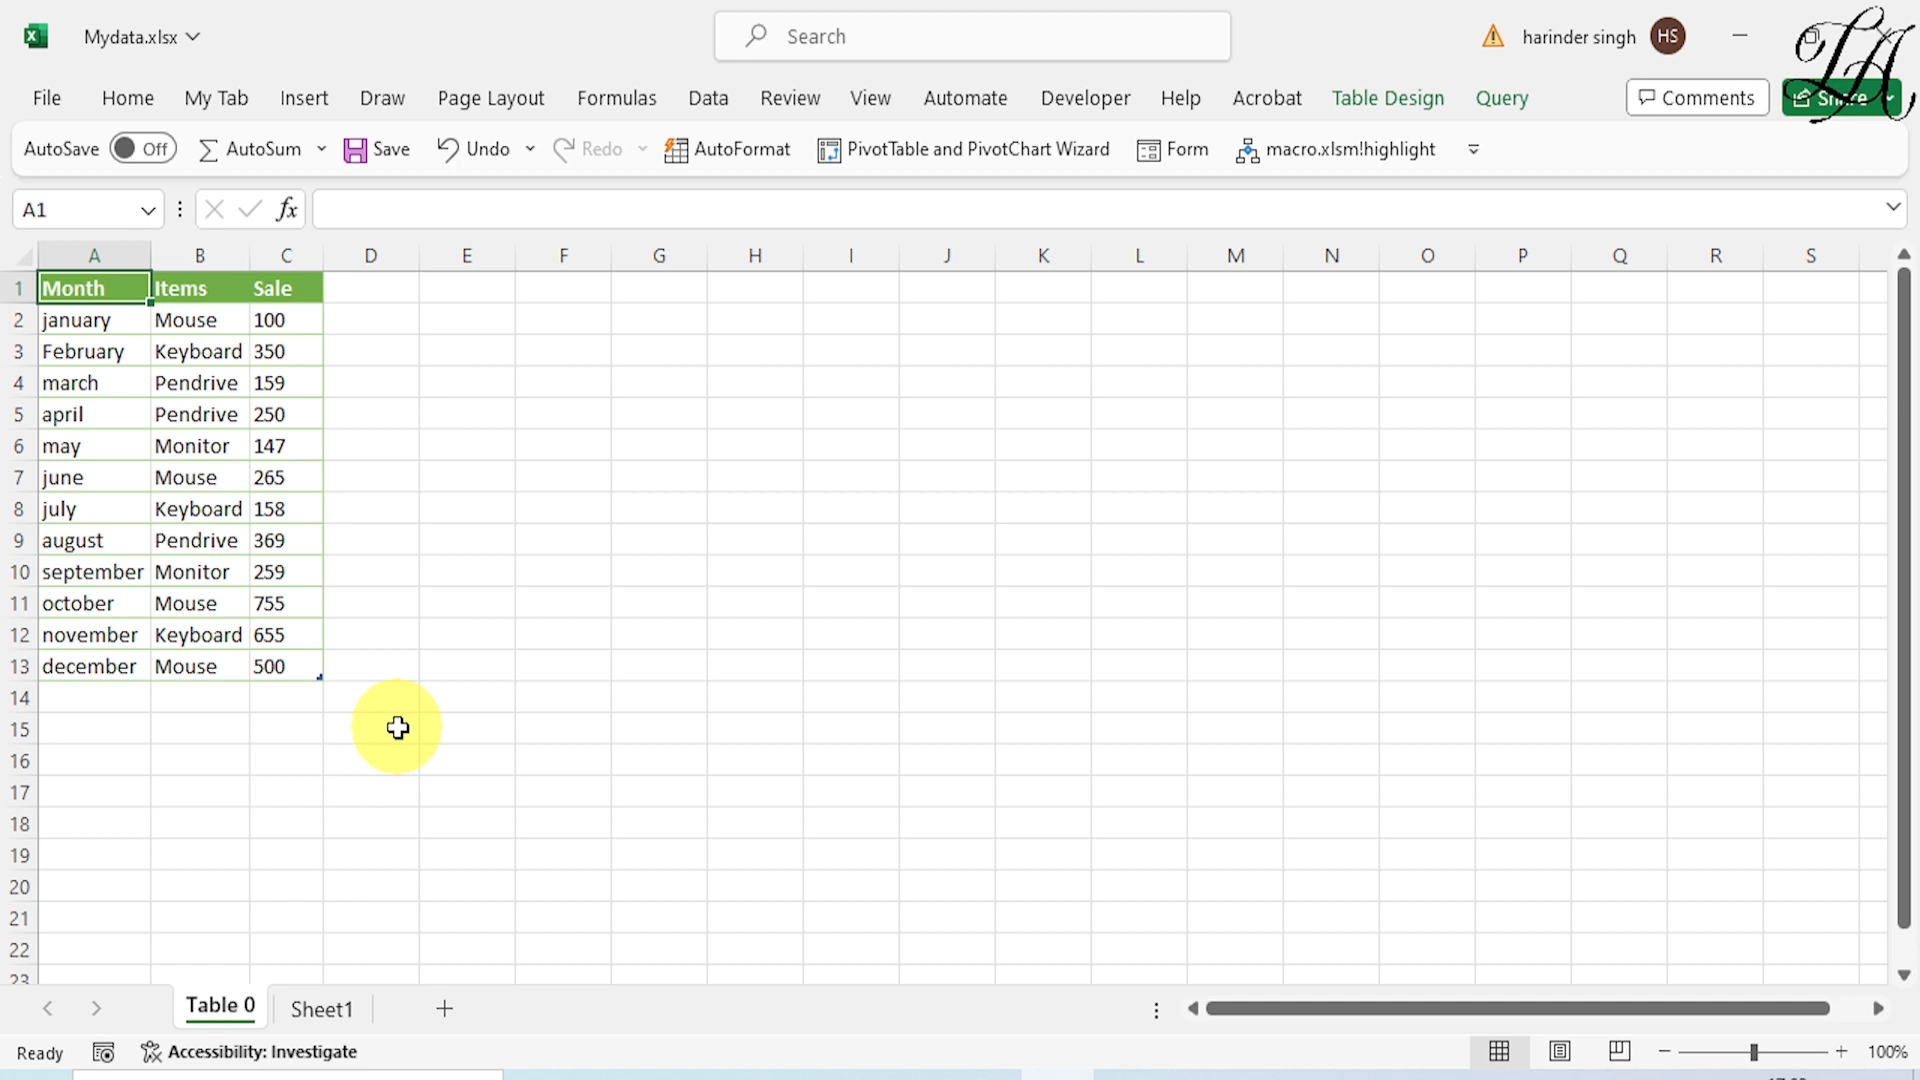 Mydata.xlsx
Search
harinder singh HS
LA
File Home My Tab Insert Draw Page Layout Formulas Data Review View Automate Developer Help Acrobat Table Design Query Comments Share
AutoSave Off AutoSum Save Undo Redo AutoFormat PivotTable and PivotChart Wizard Form macro.xlsm!highlight
A1 fx
A B C D E F G H I J K L M N O P Q R S
1 Month Items Sale
2 january Mouse 100
3 February Keyboard 350
4 march Pendrive 159
5 april Pendrive 250
6 may Monitor 147
7 june Mouse 265
8 july Keyboard 158
9 august Pendrive 369
10 september Monitor 259
11 october Mouse 755
12 november Keyboard 655
13 december Mouse 500
14
15
16
17
18
19
20
21
22
23
Table 0 Sheet1
Ready Accessibility: Investigate 100%